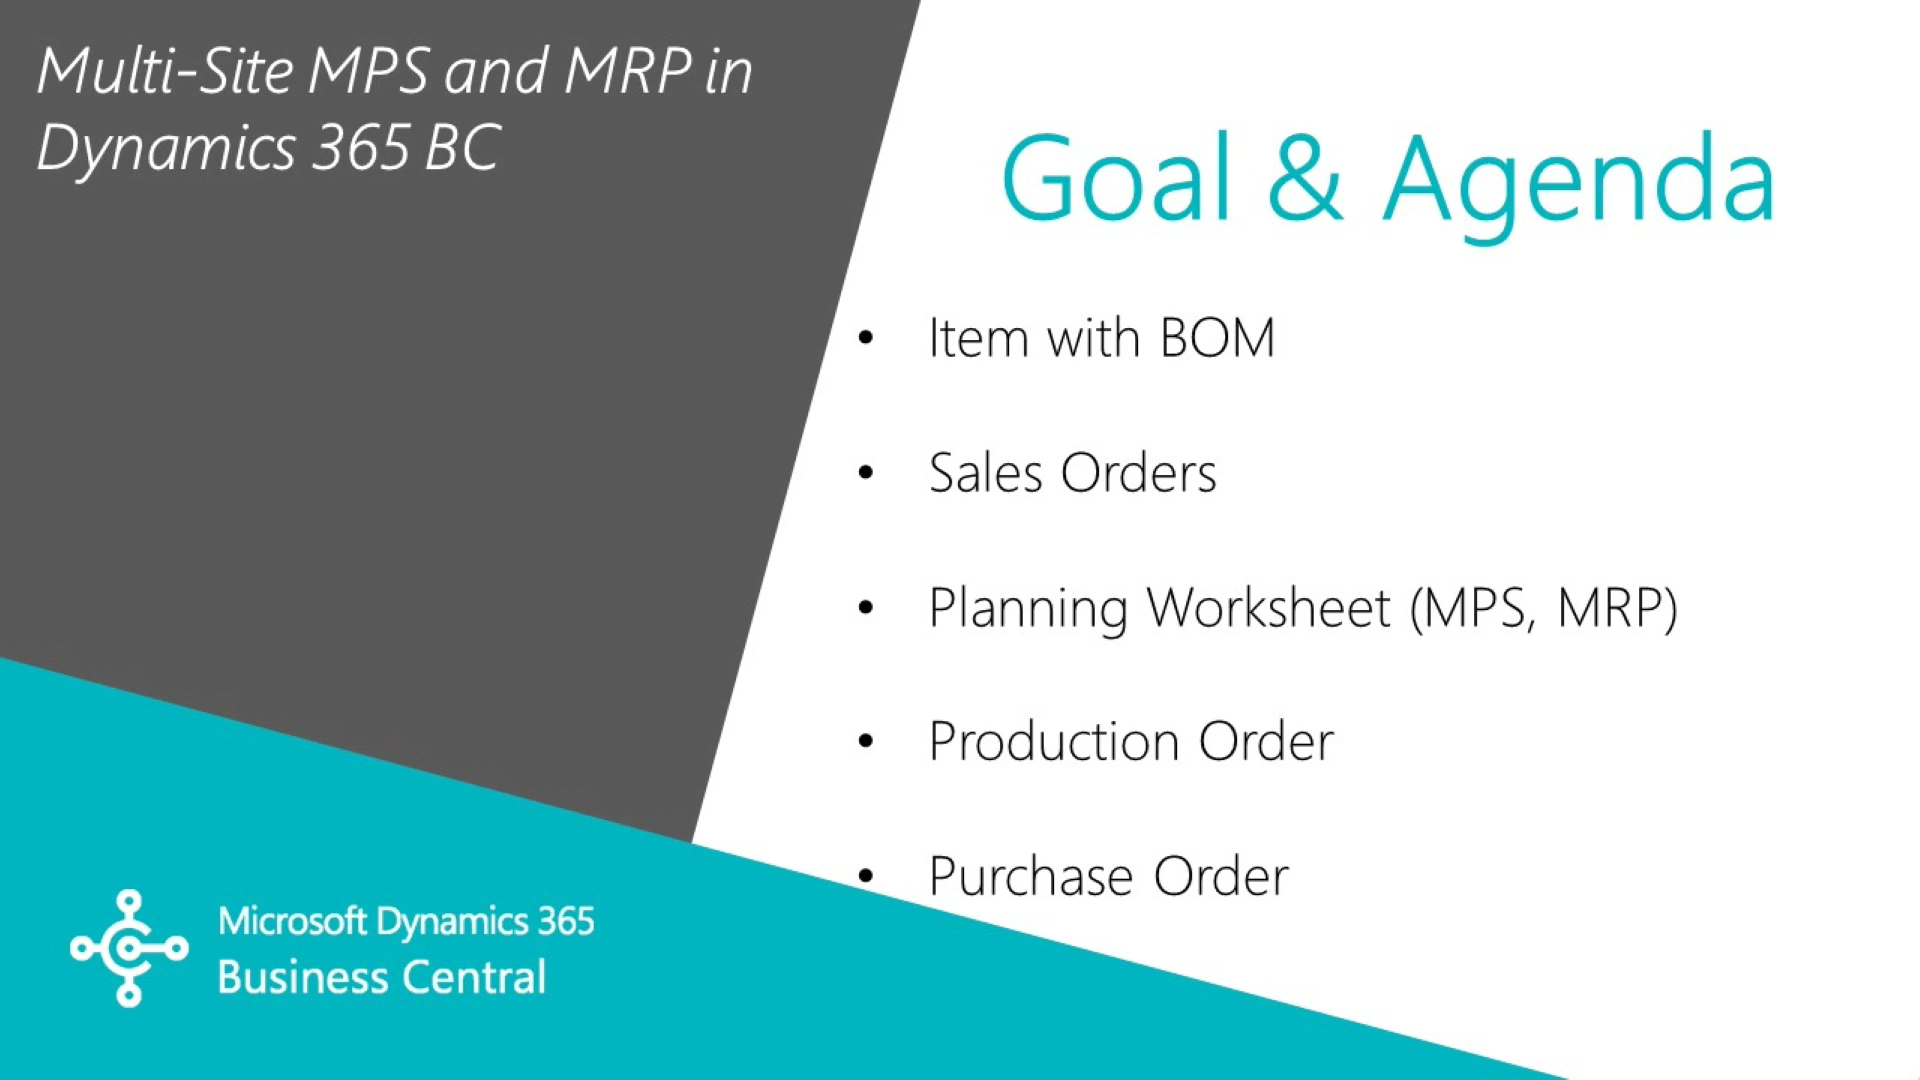 Multi-Site MPS and MRP in
Dynamics 365 BC
Goal & Agenda
• Item with BOM
• Sales Orders
• Planning Worksheet (MPS, MRP)
• Production Order
• Purchase Order
Microsoft Dynamics 365
Business Central